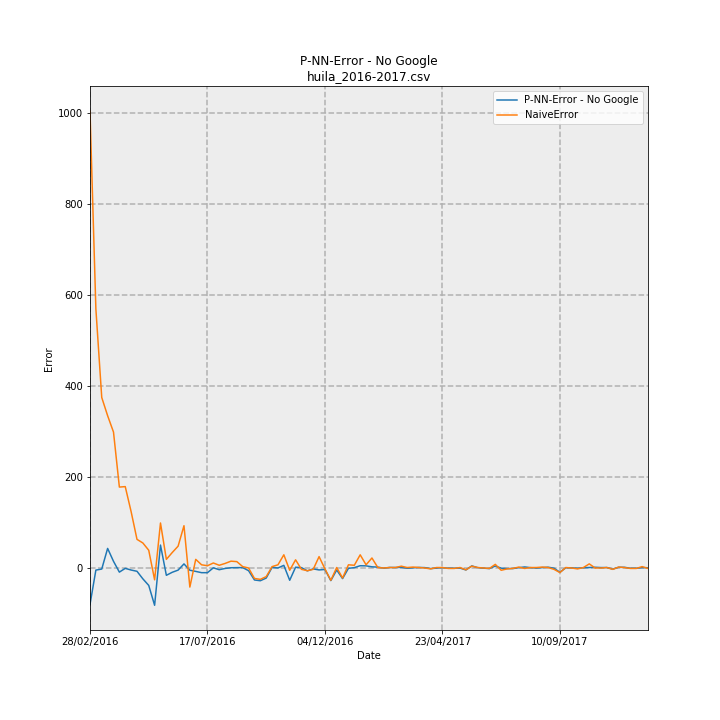 P-NN-Error - No Google
huila_2016-2017.csv
P-NN-Error - No Google
NaiveError
1000
800
600
400
200
0
Error
28/02/2016
17/07/2016
04/12/2016
23/04/2017
10/09/2017
Date